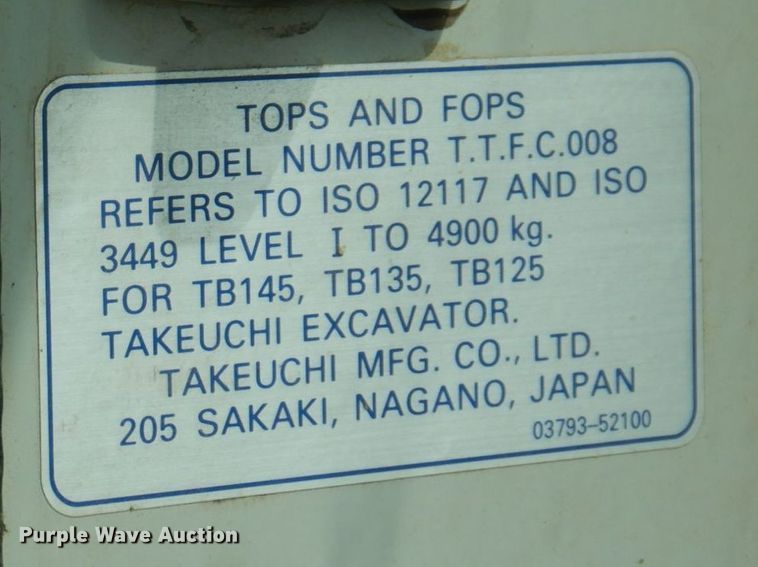 TOPS AND FOPS
MODEL NUMBER T.T.F.C.008
REFERS TO ISO 12117 AND ISO
3449 LEVEL I TO 4900 kg.
FOR TB145, TB135, TB125
TAKEUCHI EXCAVATOR.
TAKEUCHI MFG. CO., LTD.
205 SAKAKI, NAGANO, JAPAN
03793-52100
Purple Wave Auction